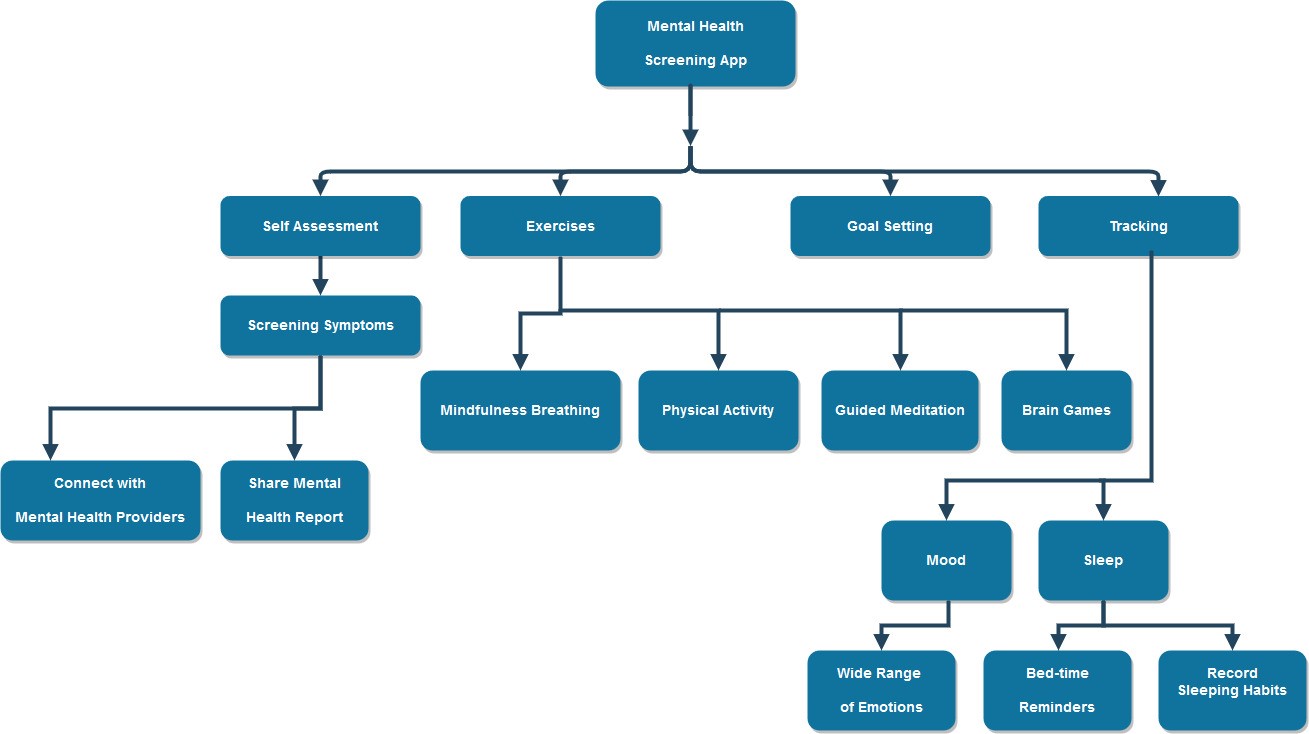 Mental Health
Screening App
Self Assessment
Exercises
Goal Setting
Tracking
Screening Symptoms
Mindfulness Breathing
Physical Activity
Guided Meditation
Brain Games
Connect with
Mental Health Providers
Share Mental
Health Report
Mood
Sleep
Wide Range
of Emotions
Bed-time
Reminders
Record
Sleeping Habits